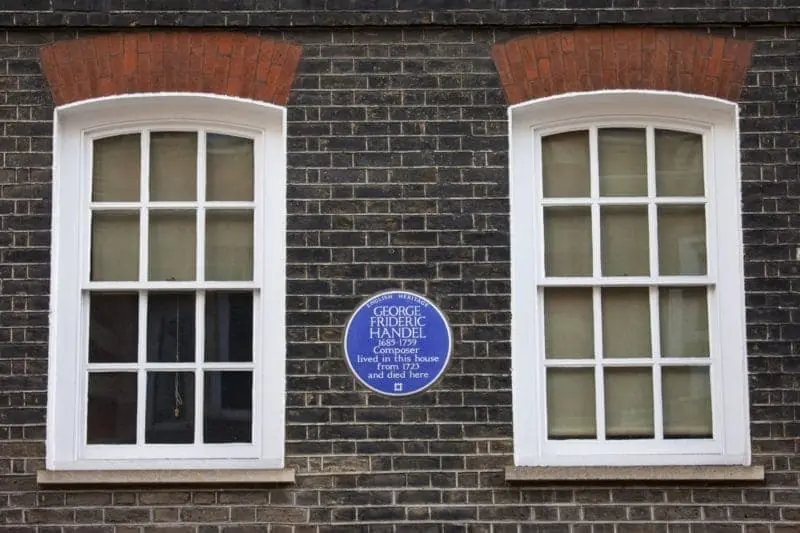 ENGLISH HERITAGE
GEORGE
FRIDERIC
HANDEL
1685-1759
Composer
lived in this house
from 1723
and died here